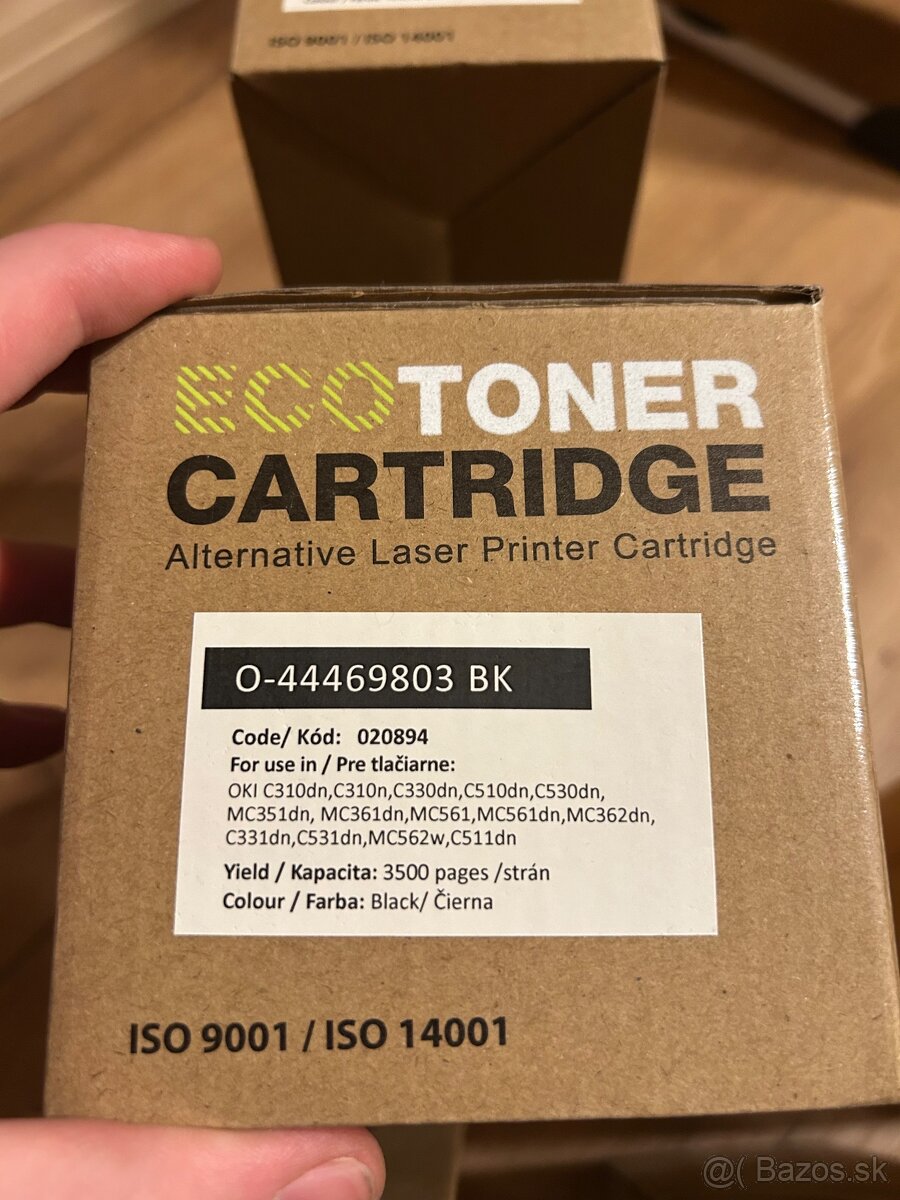 ISO 9001 / ISO 14001
ECOTONER
CARTRIDGE
Alternative Laser Printer Cartridge
O-44469803 BK
Code/ Kód: 020894
For use in / Pre tlačiarne:
OKI C310dn,C310n,C330dn,C510dn,C530dn,
MC351dn, MC361dn,MC561,MC561dn,MC362dn,
C331dn,C531dn,MC562w,C511dn
Yield / Kapacita: 3500 pages /strán
Colour / Farba: Black/ Čierna
ISO 9001 / ISO 14001
@( Bazos.sk